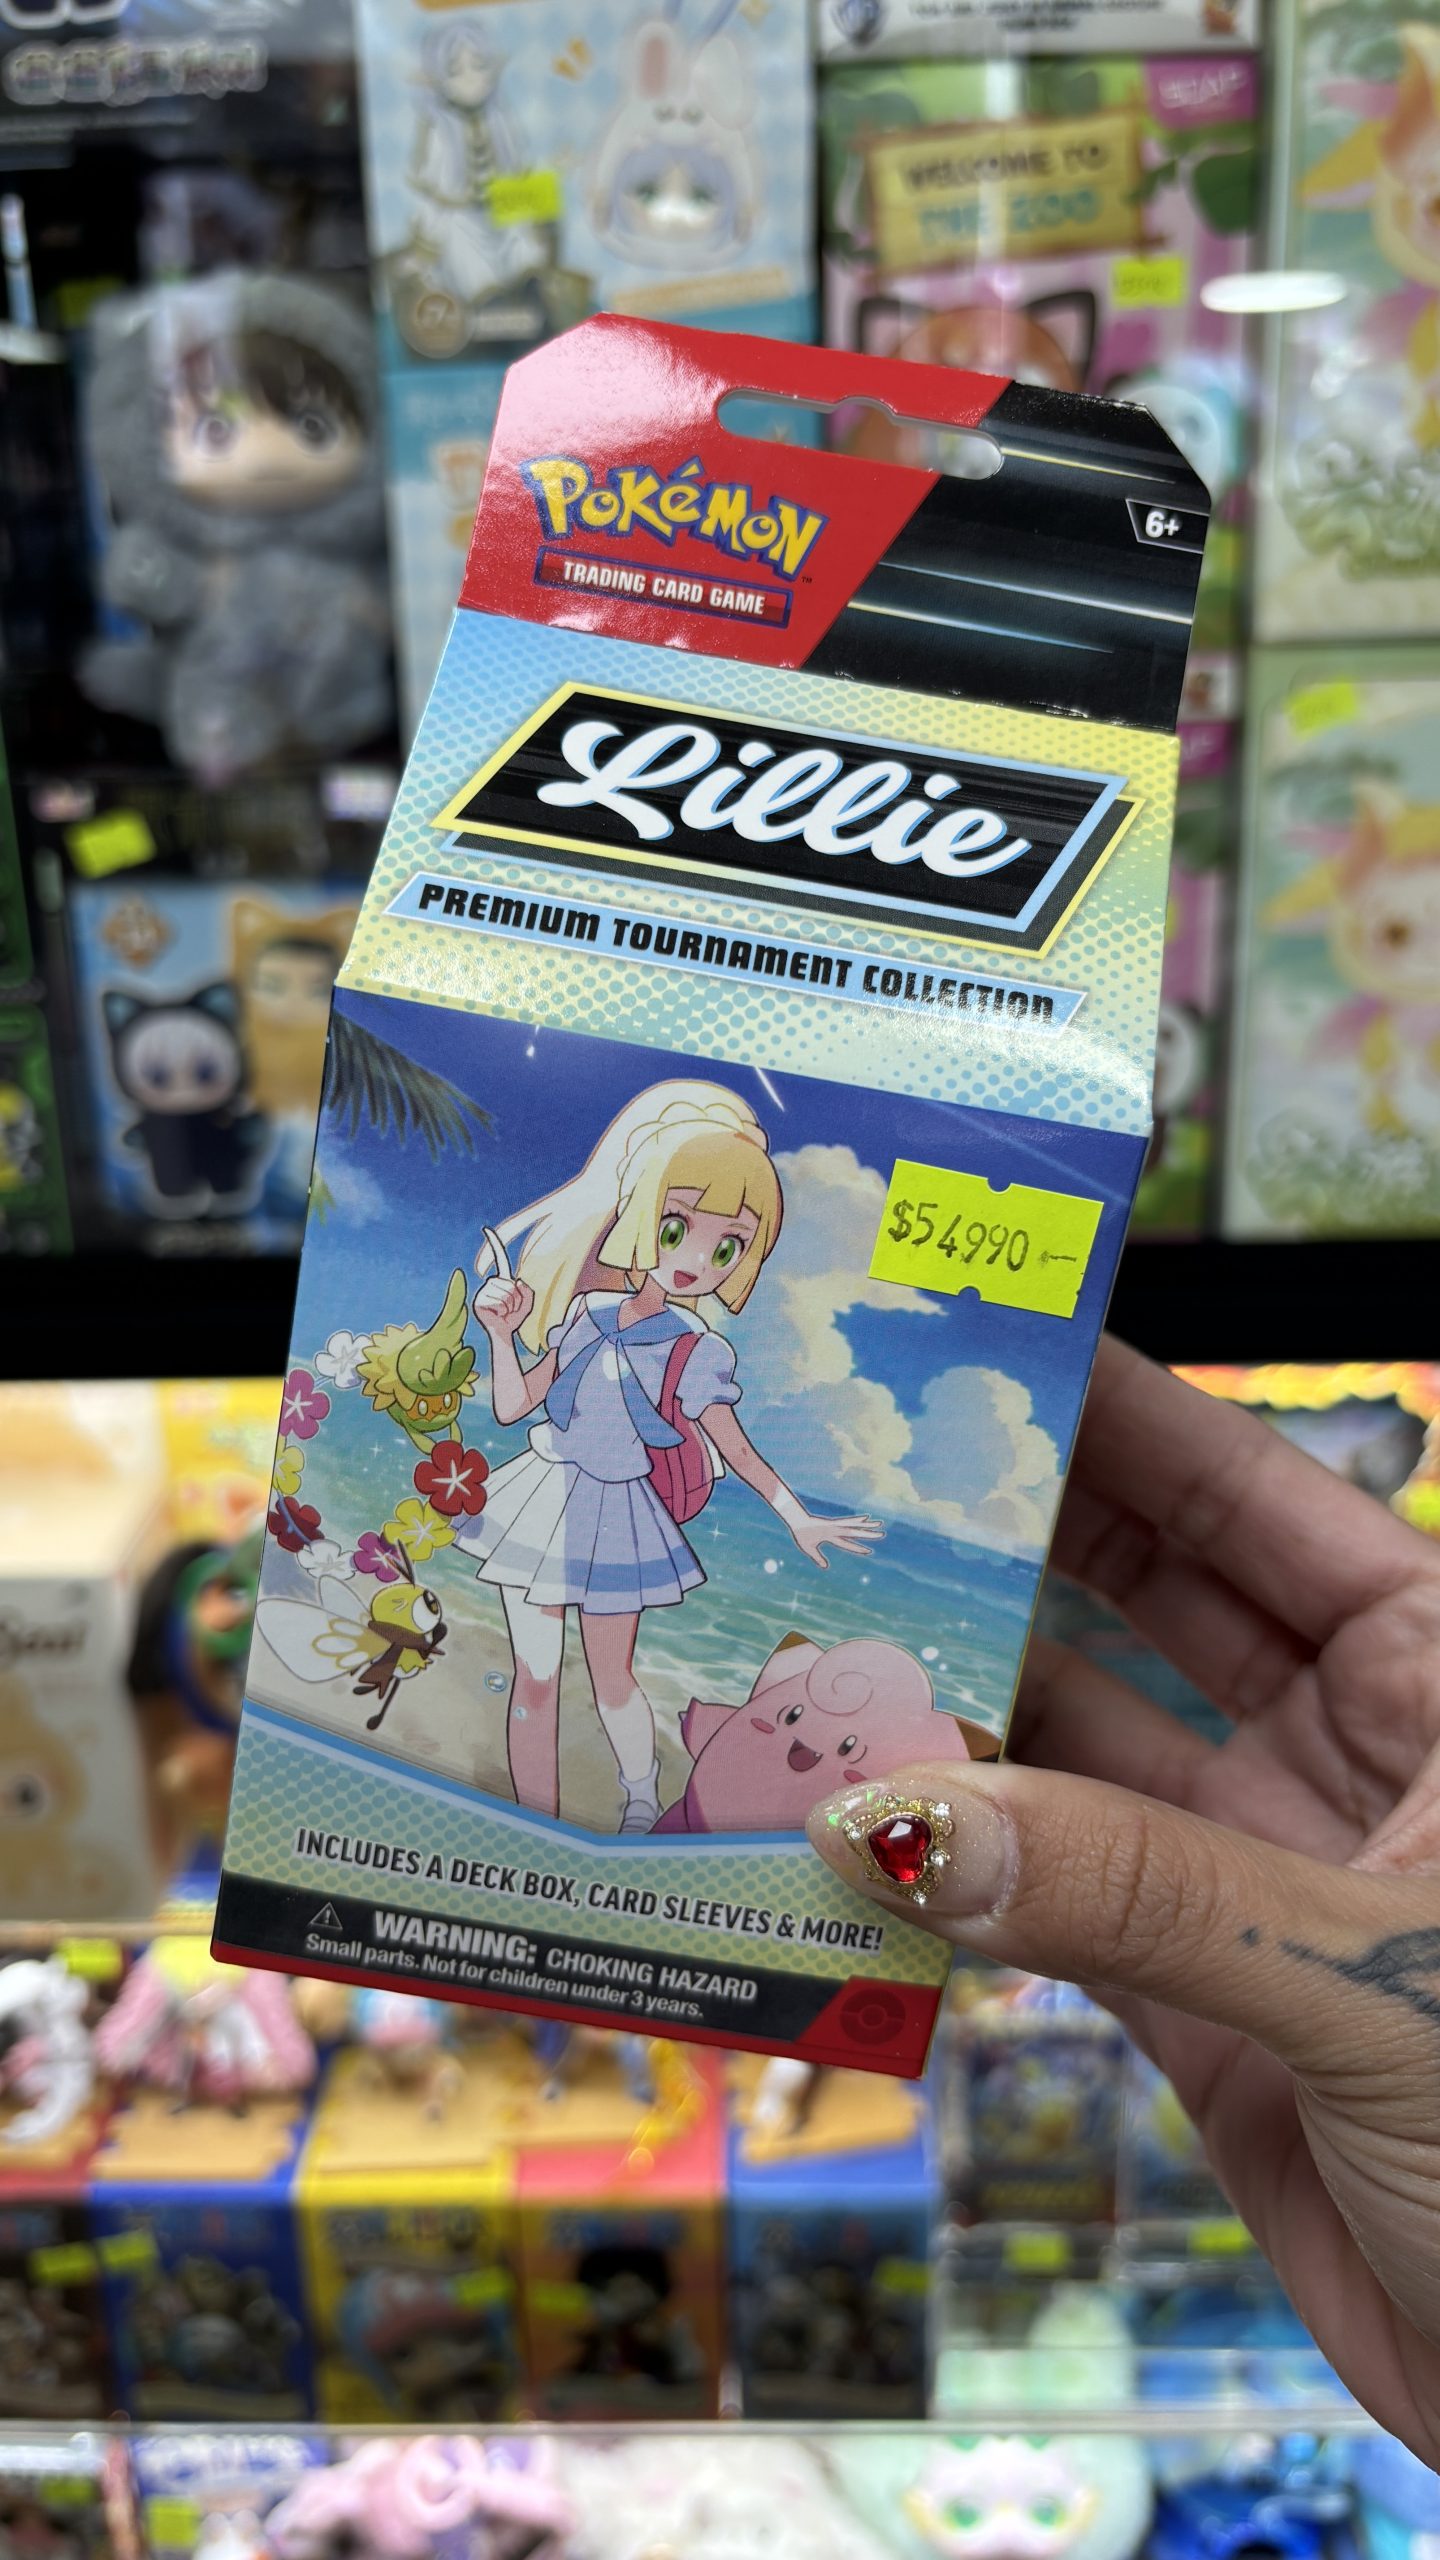 WELCOME TO
THE ZOO
Pokémon
TRADING CARD GAME
6+
Lillie
PREMIUM TOURNAMENT COLLECTION
$54990—
INCLUDES A DECK BOX, CARD SLEEVES & MORE!
WARNING: CHOKING HAZARD
Small parts. Not for children under 3 years.